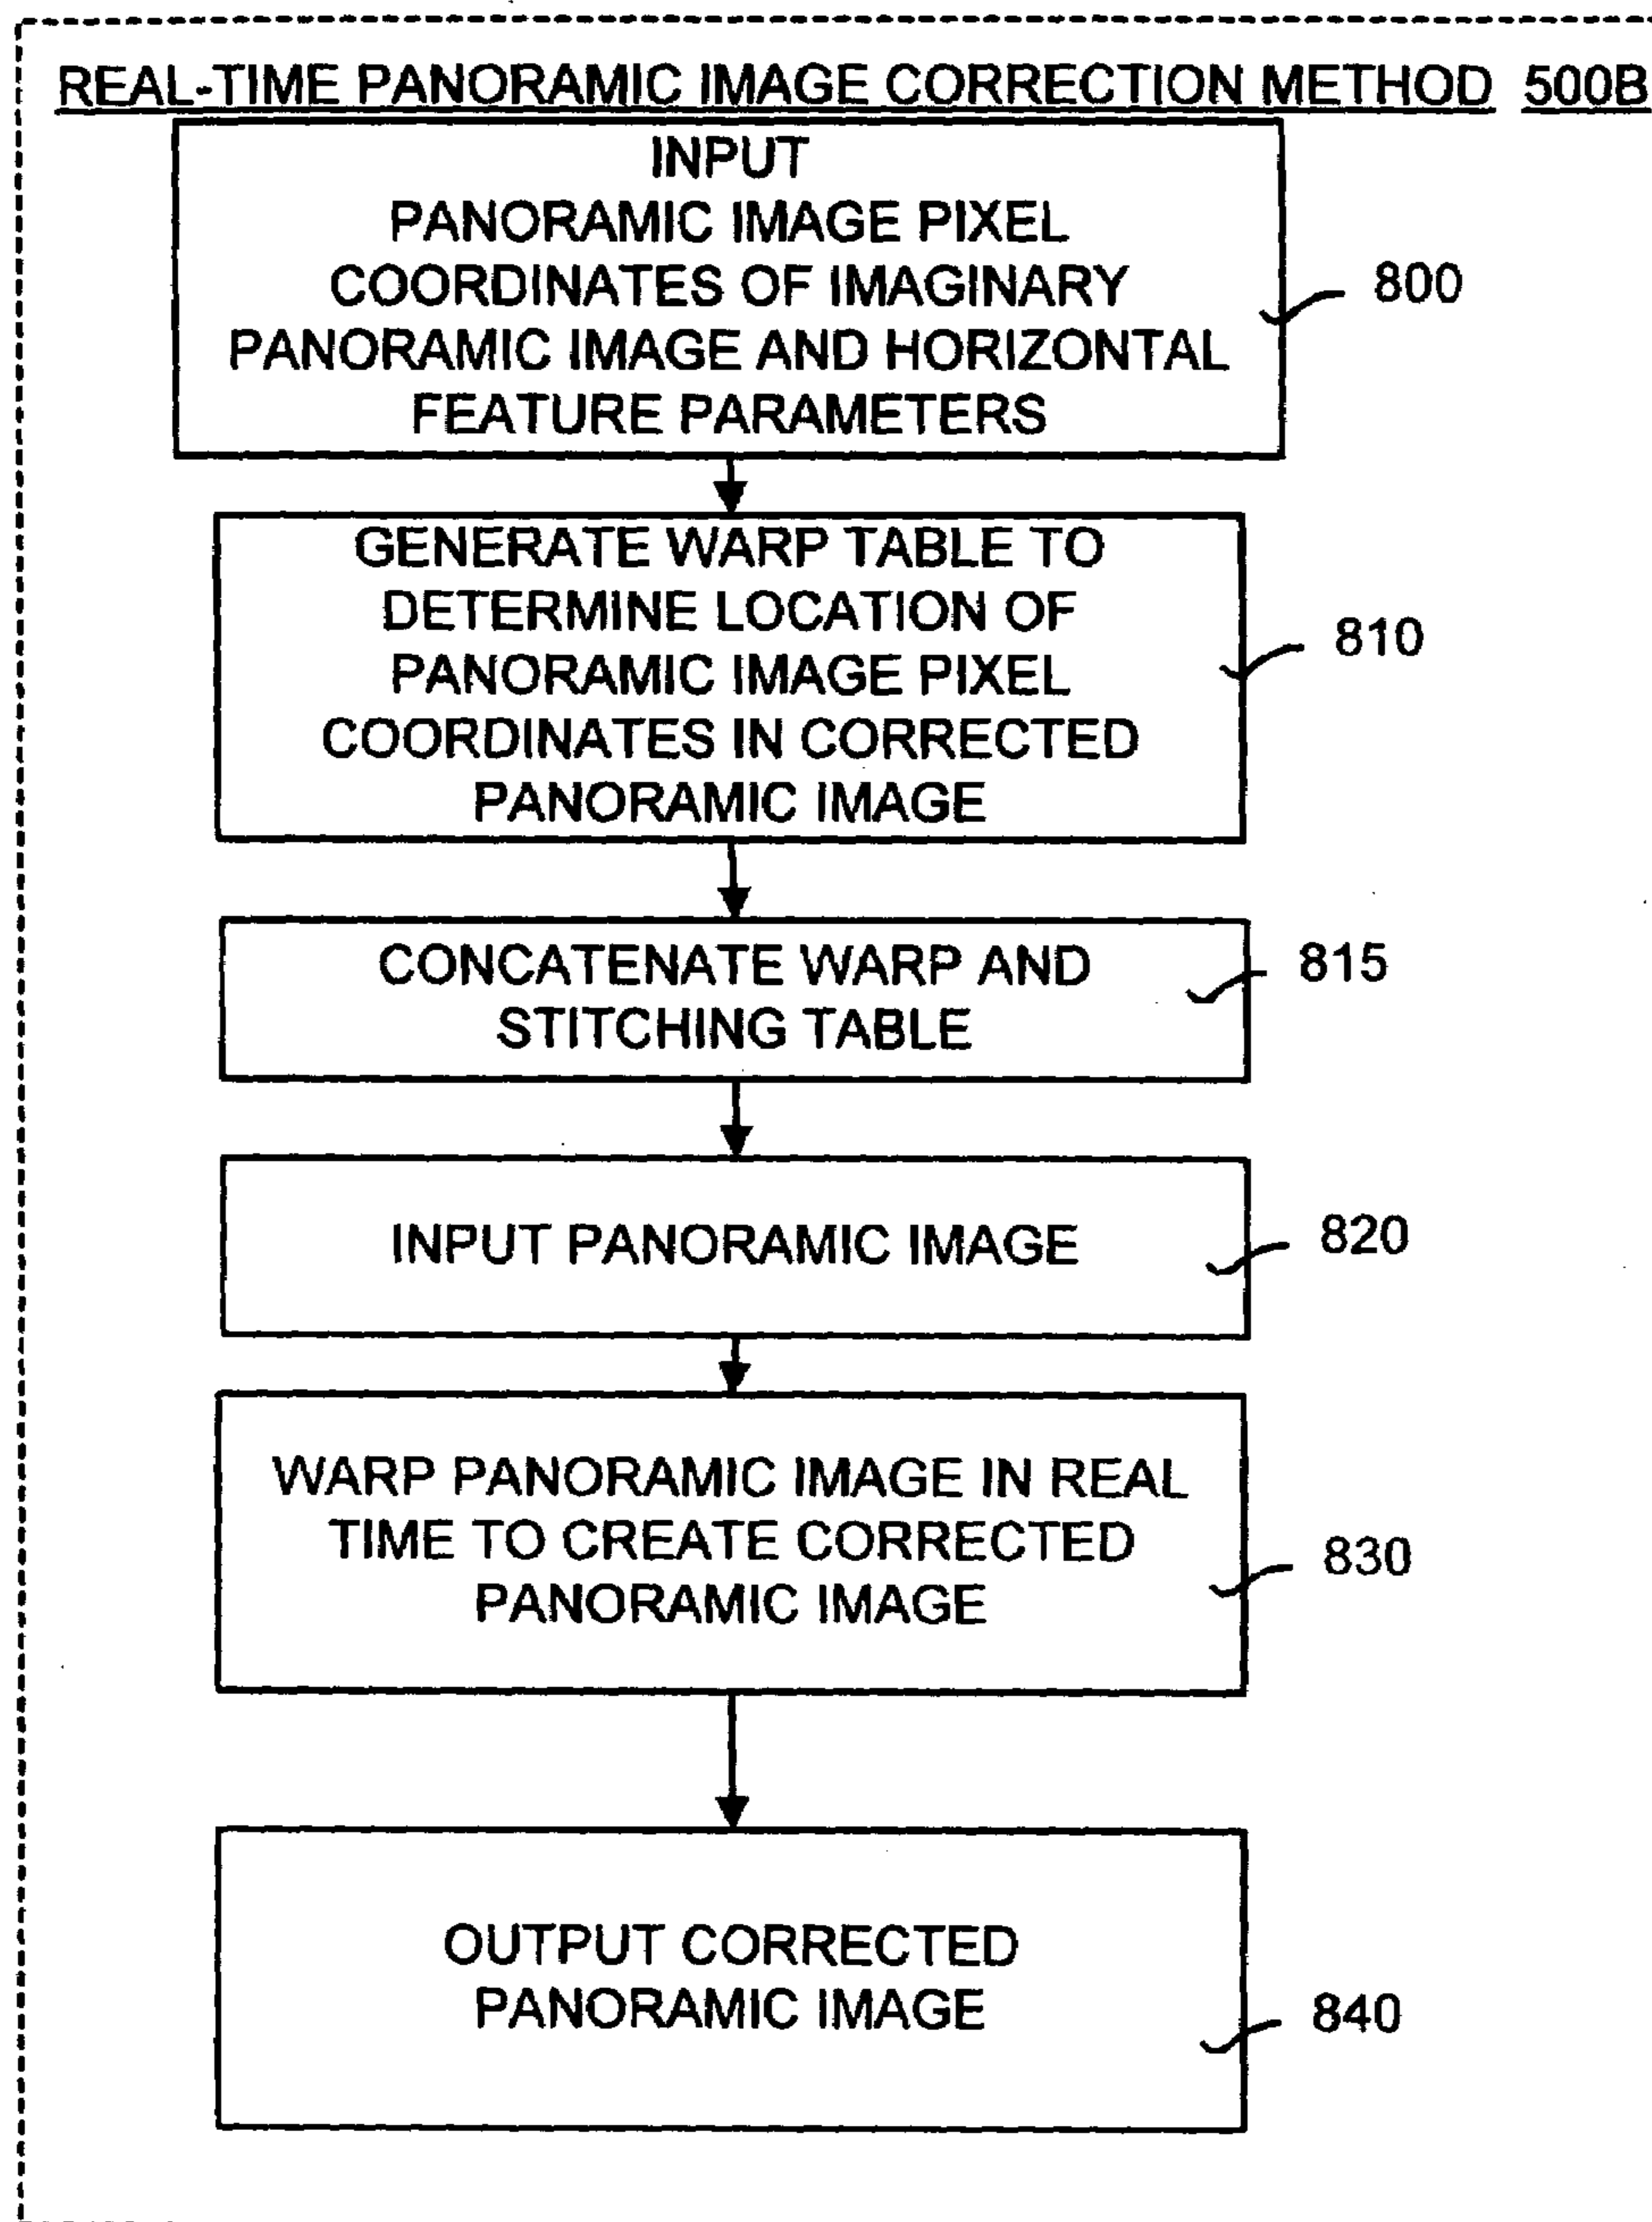 REAL-TIME PANORAMIC IMAGE CORRECTION METHOD 500B
INPUT
PANORAMIC IMAGE PIXEL
COORDINATES OF IMAGINARY
PANORAMIC IMAGE AND HORIZONTAL
FEATURE PARAMETERS
800
GENERATE WARP TABLE TO
DETERMINE LOCATION OF
PANORAMIC IMAGE PIXEL
COORDINATES IN CORRECTED
PANORAMIC IMAGE
810
CONCATENATE WARP AND
STITCHING TABLE
815
INPUT PANORAMIC IMAGE
820
WARP PANORAMIC IMAGE IN REAL
TIME TO CREATE CORRECTED
PANORAMIC IMAGE
830
OUTPUT CORRECTED
PANORAMIC IMAGE
840